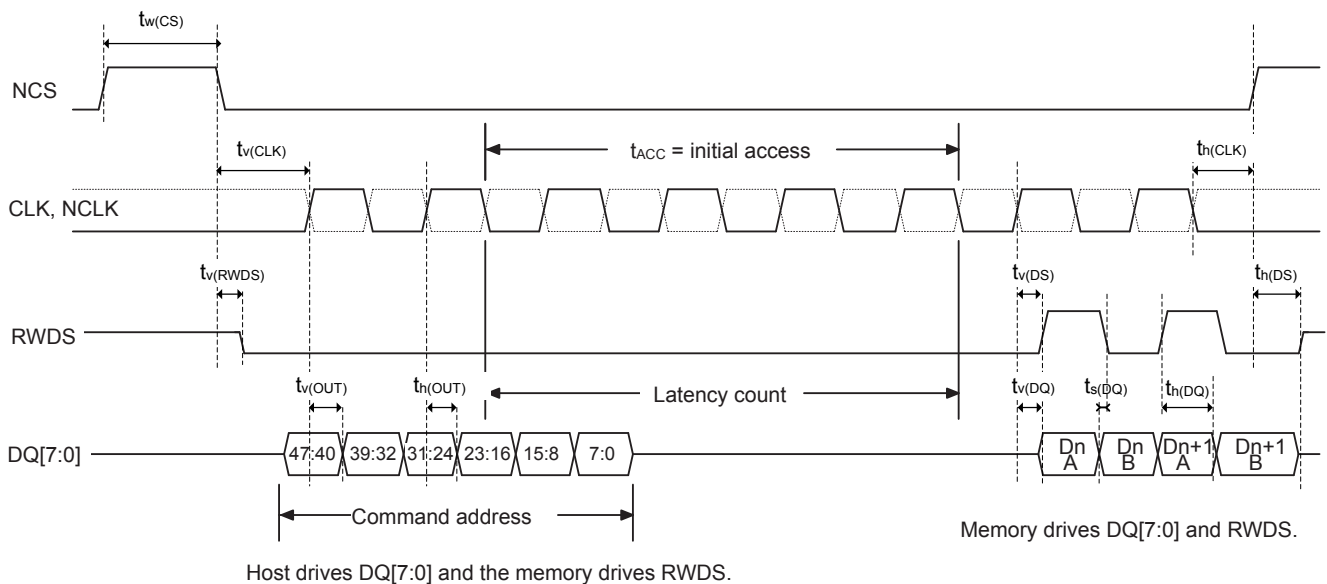 tw(CS)
NCS
tv(CLK)
tACC = initial access
th(CLK)
CLK, NCLK
tv(RWDS)
tv(DS)
th(DS)
RWDS
tv(OUT)
th(OUT)
Latency count
tv(DQ)
ts(DQ)
th(DQ)
DQ[7:0]
47:40 39:32 31:24 23:16 15:8 7:0
Dn A
Dn B
Dn+1 A
Dn+1 B
Command address
Memory drives DQ[7:0] and RWDS.
Host drives DQ[7:0] and the memory drives RWDS.